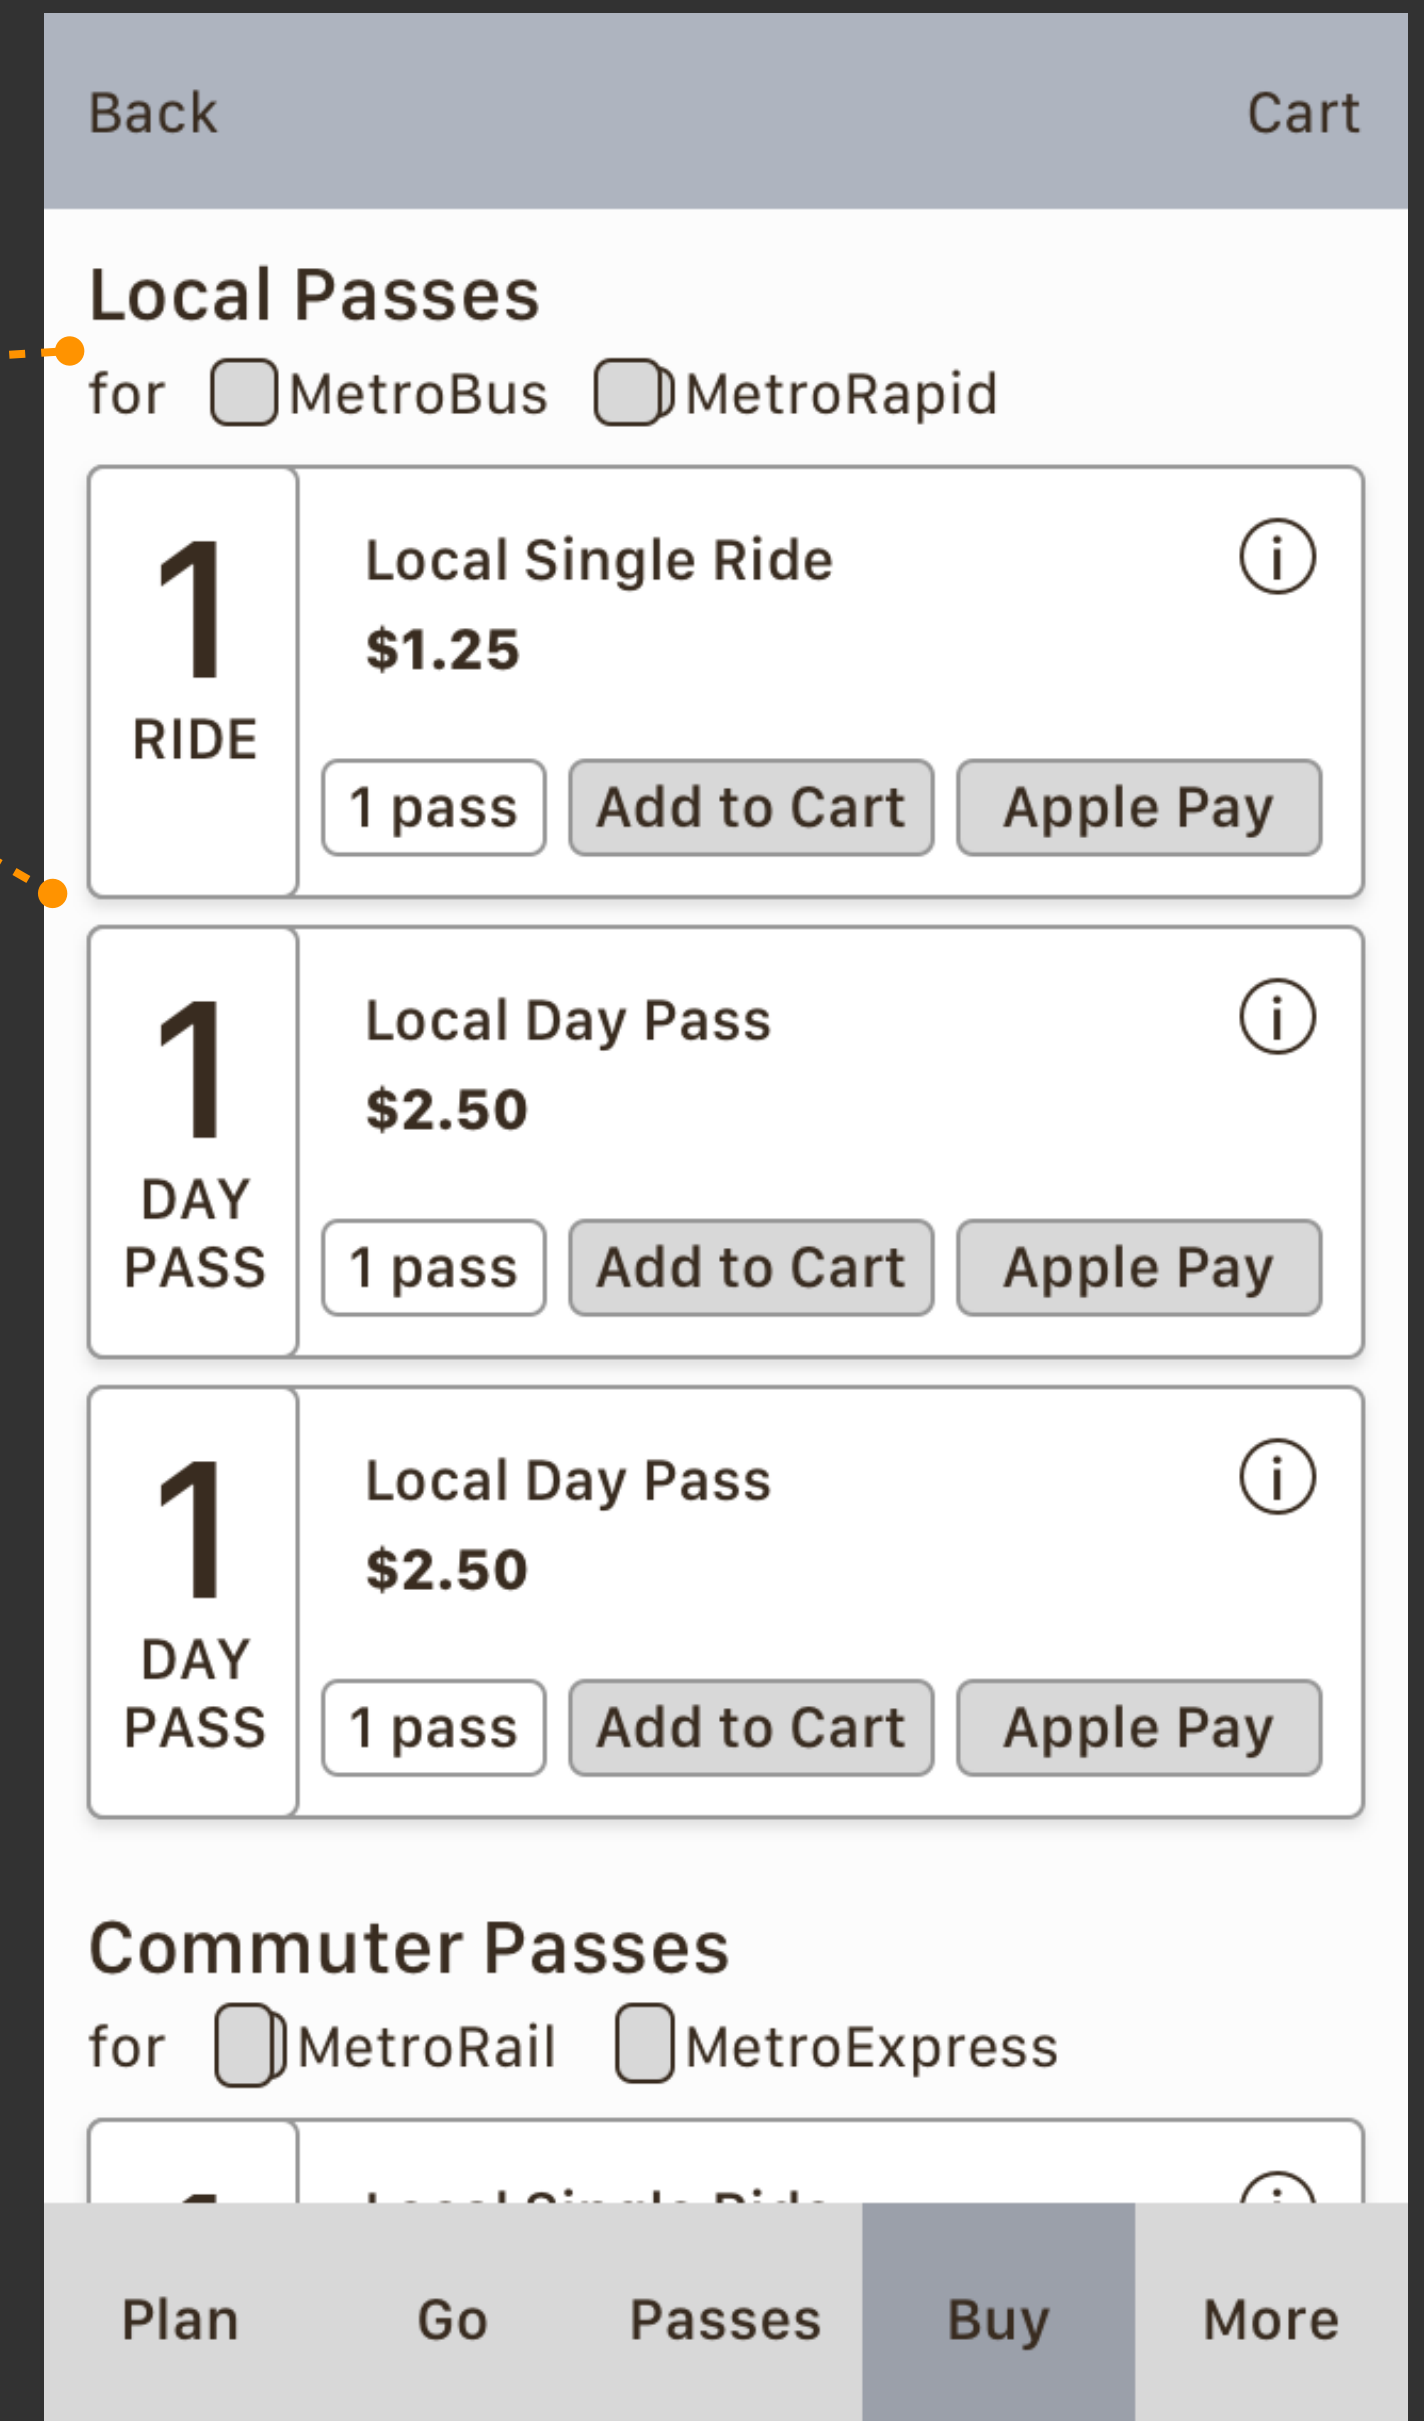 Back Cart
Local Passes
for MetroBus MetroRapid
1
RIDE
Local Single Ride
$1.25
1 pass Add to Cart Apple Pay
1
DAY
PASS
Local Day Pass
$2.50
1 pass Add to Cart Apple Pay
1
DAY
PASS
Local Day Pass
$2.50
1 pass Add to Cart Apple Pay
Commuter Passes
for MetroRail MetroExpress
Local Single Ride
Plan Go Passes Buy More